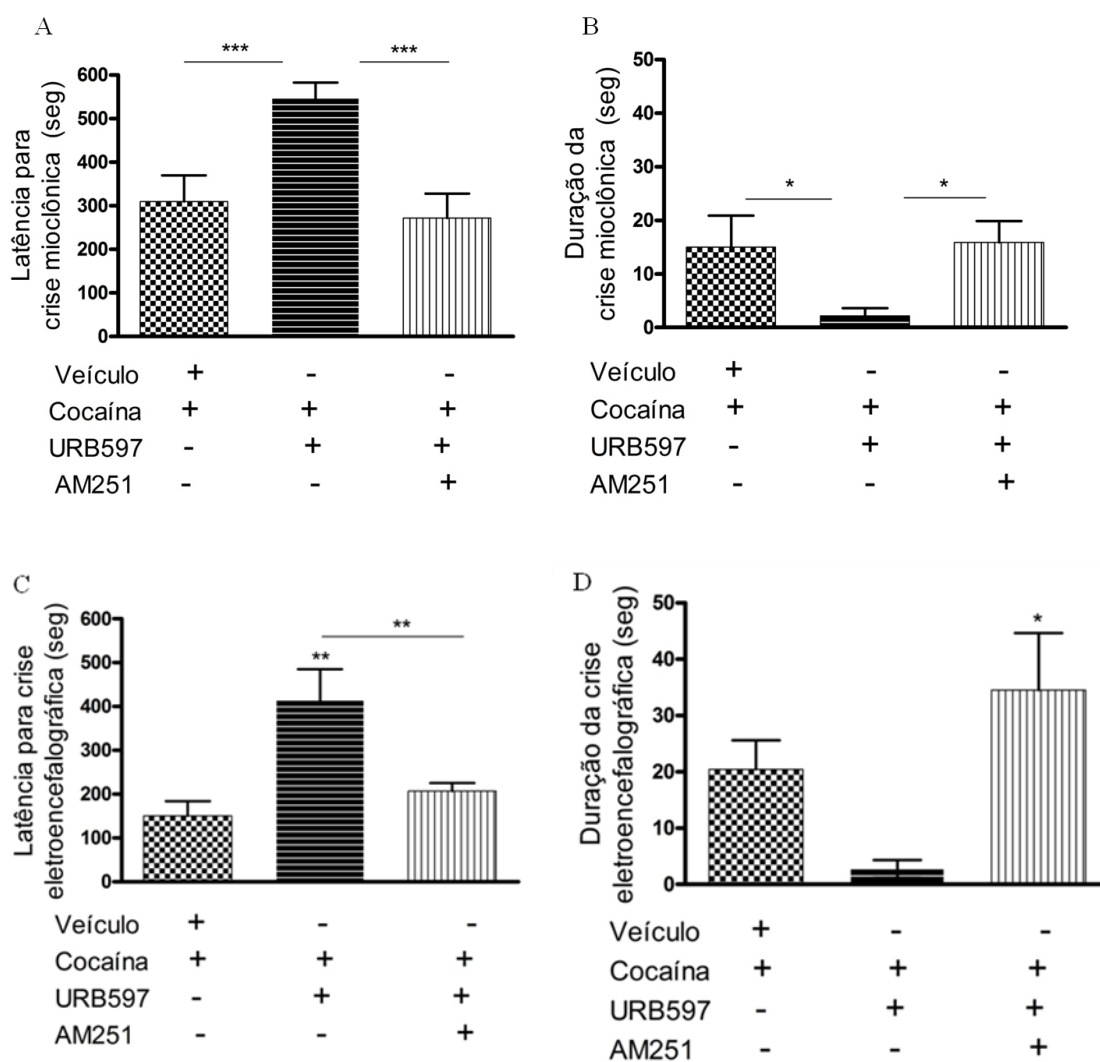 A
Latência para
crise mioclônica (seg)
600
500
400
300
200
100
0
*** ***
Veículo + - -
Cocaína + + +
URB597 - + +
AM251 - - +
B
Duração da
crise mioclônica (seg)
50
40
30
20
10
0
* *
Veículo + - -
Cocaína + + +
URB597 - + +
AM251 - - +
C
Latência para crise
eletroencefalográfica (seg)
600
500
400
300
200
100
0
**
**
Veículo + - -
Cocaína + + +
URB597 - + +
AM251 - - +
D
Duração da crise
eletroencefalográfica (seg)
50
40
30
20
10
0
*
Veículo + - -
Cocaína + + +
URB597 - + +
AM251 - - +